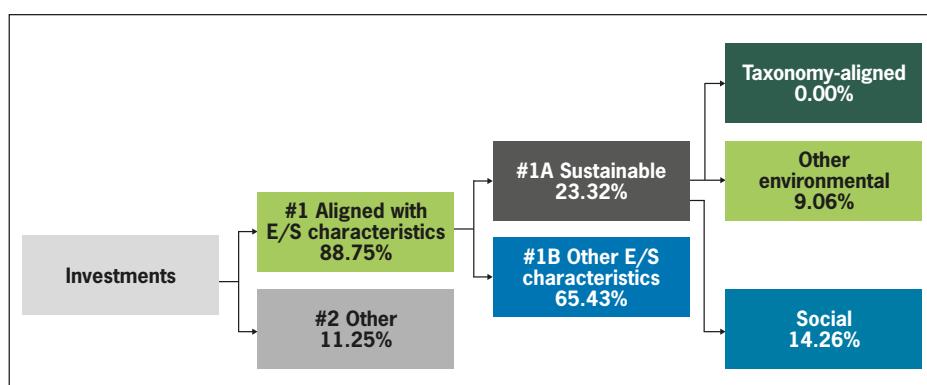 Investments
#1 Aligned with
E/S characteristics
88.75%
#2 Other
11.25%
#1A Sustainable
23.32%
#1B Other E/S
characteristics
65.43%
Taxonomy-aligned
0.00%
Other
environmental
9.06%
Social
14.26%